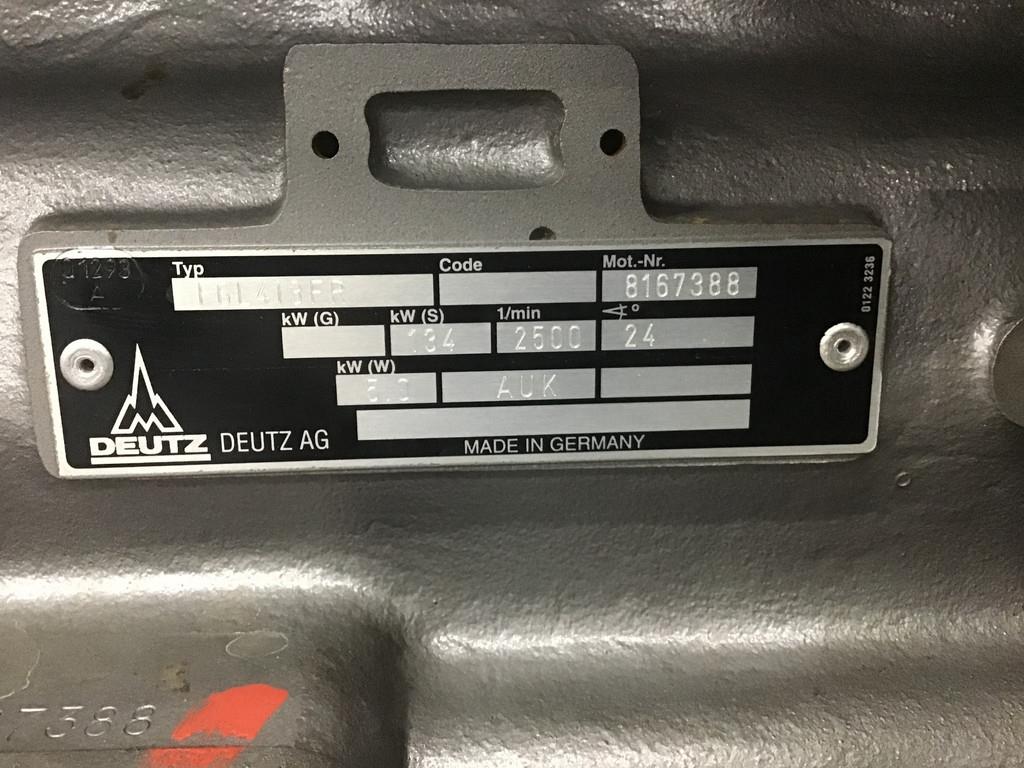 Typ Code Mot.-Nr.
8167388
kW (G) kW (S) 1/min °
134 2500 24
kW (W)
AUK
DEUTZ DEUTZ AG MADE IN GERMANY
0122 3236
7388